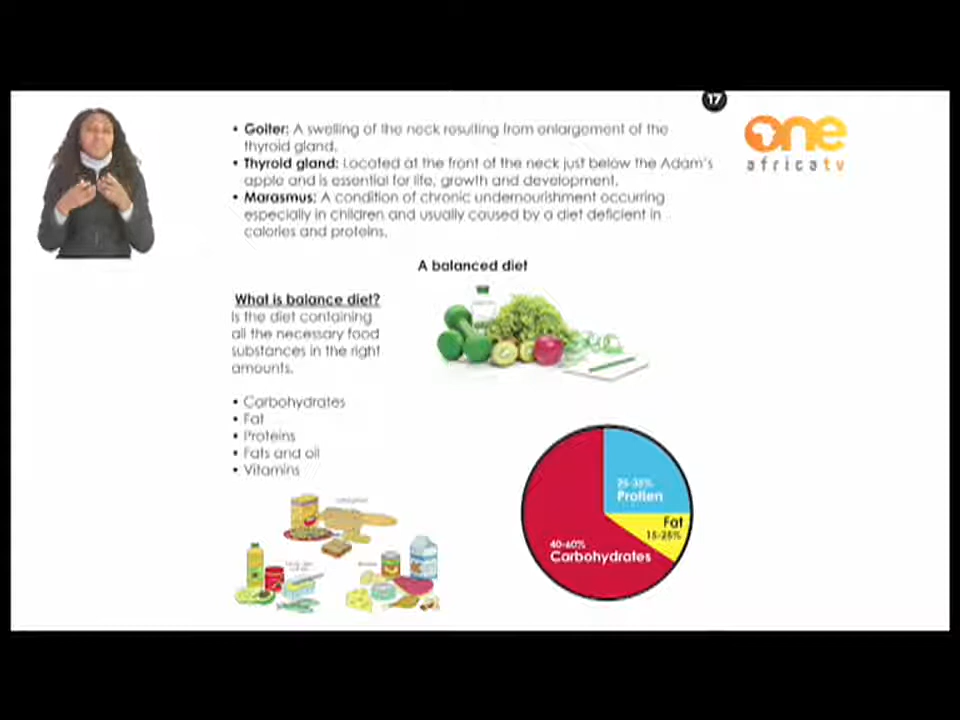 17
• Goiter: A swelling of the neck resulting from enlargement of the
thyroid gland.
• Thyroid gland: Located at the front of the neck just below the Adam's
apple and is essential for life, growth and development.
• Marasmus: A condition of chronic undernourishment occurring
especially in children and usually caused by a diet deficient in
calories and proteins.
one
africa tv
A balanced diet
What is balance diet?
Is the diet containing
all the necessary food
substances in the right
amounts.
• Carbohydrates
• Fat
• Proteins
• Fats and oil
• Vitamins
25-35%
Protien
Fat
15-25%
40-60%
Carbohydrates